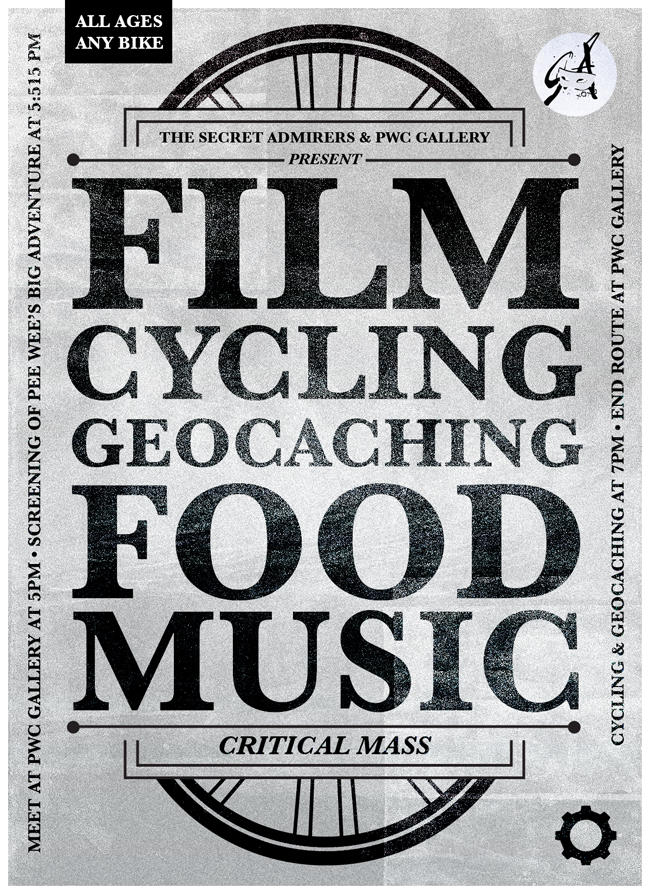 ALL AGES
ANY BIKE
THE SECRET ADMIRERS & PWC GALLERY
PRESENT
FILM
CYCLING
GEOCACHING
FOOD
MUSIC
CRITICAL MASS
MEET AT PWC GALLERY AT 5PM • SCREENING OF PEE WEE'S BIG ADVENTURE AT 5:515 PM
CYCLING & GEOCACHING AT 7PM • END ROUTE AT PWC GALLERY